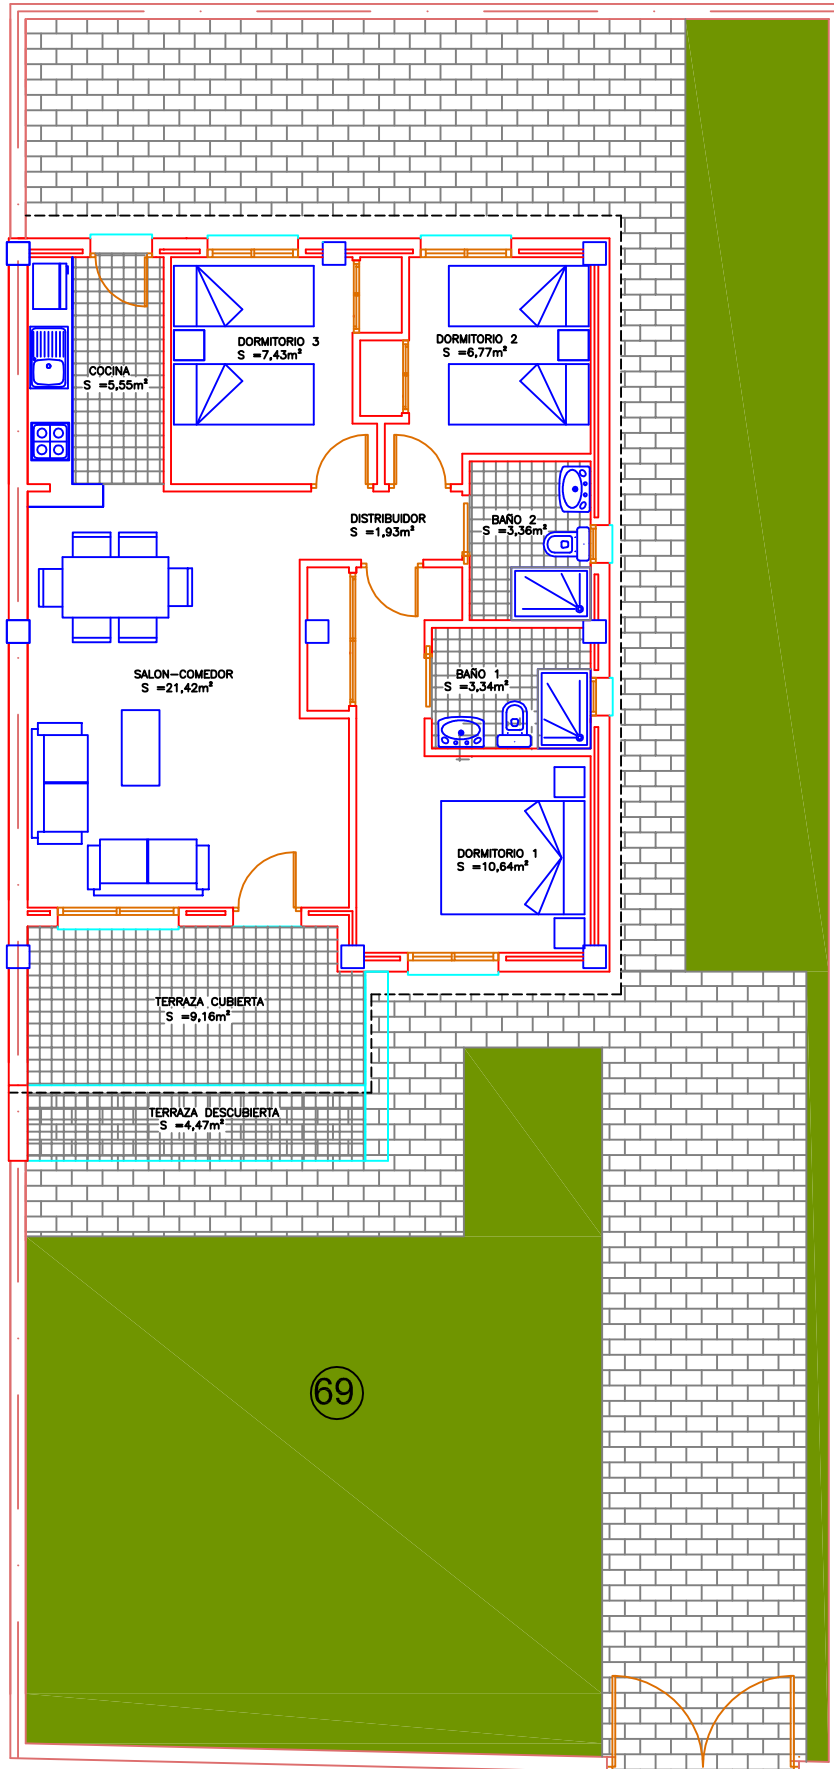 DORMITORIO 3
S =7,43m²
DORMITORIO 2
S =6,77m²
COCINA
S =5,55m²
DISTRIBUIDOR
S =1,93m²
BAÑO 2
S =3,36m²
SALON-COMEDOR
S =21,42m²
BAÑO 1
S =3,34m²
DORMITORIO 1
S =10,64m²
TERRAZA CUBIERTA
S =9,16m²
TERRAZA DESCUBIERTA
S =4,47m²
69